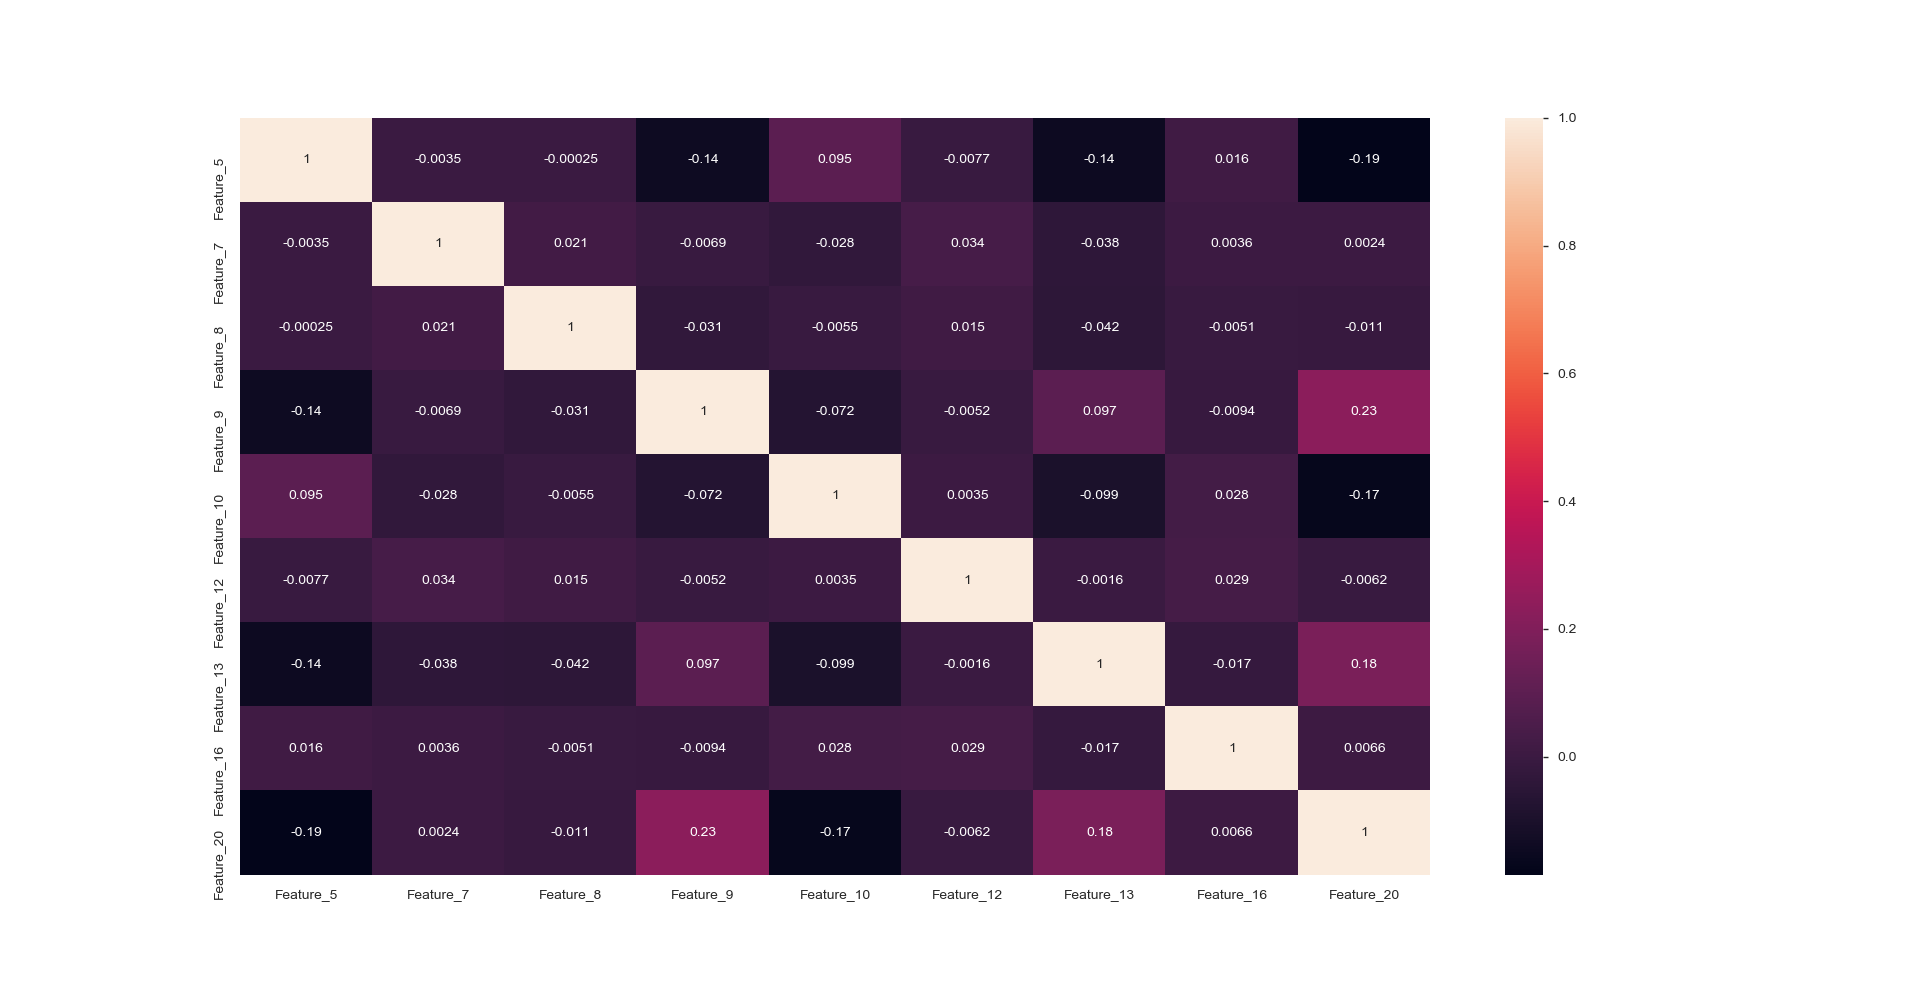 Feature_5 1 -0.0035 -0.00025 -0.14 0.095 -0.0077 -0.14 0.016 -0.19
Feature_7 -0.0035 1 0.021 -0.0069 -0.028 0.034 -0.038 0.0036 0.0024
Feature_8 -0.00025 0.021 1 -0.031 -0.0055 0.015 -0.042 -0.0051 -0.011
Feature_9 -0.14 -0.0069 -0.031 1 -0.072 -0.0052 0.097 -0.0094 0.23
Feature_10 0.095 -0.028 -0.0055 -0.072 1 0.0035 -0.099 0.028 -0.17
Feature_12 -0.0077 0.034 0.015 -0.0052 0.0035 1 -0.0016 0.029 -0.0062
Feature_13 -0.14 -0.038 -0.042 0.097 -0.099 -0.0016 1 -0.017 0.18
Feature_16 0.016 0.0036 -0.0051 -0.0094 0.028 0.029 -0.017 1 0.0066
Feature_20 -0.19 0.0024 -0.011 0.23 -0.17 -0.0062 0.18 0.0066 1
Feature_5 Feature_7 Feature_8 Feature_9 Feature_10 Feature_12 Feature_13 Feature_16 Feature_20
1.0
0.8
0.6
0.4
0.2
0.0